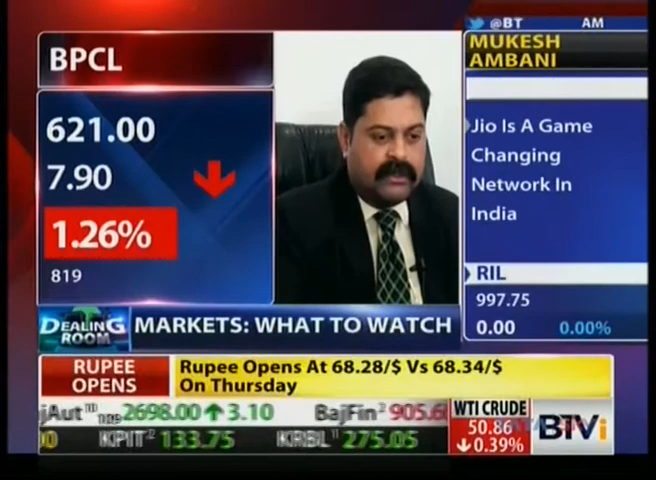 @BT AM
BPCL
621.00
7.90
1.26%
819
MUKESH
AMBANI
Jio Is A Game
Changing
Network In
India
RIL
997.75
0.00 0.00%
DEALING
ROOM
MARKETS: WHAT TO WATCH
RUPEE
OPENS
Rupee Opens At 68.28/$ Vs 68.34/$
On Thursday
jAut 2698.00 3.10 BajFin 905.6
KPIT 133.75 KRBL 275.05
WTI CRUDE
50.86
0.39%
BTVi